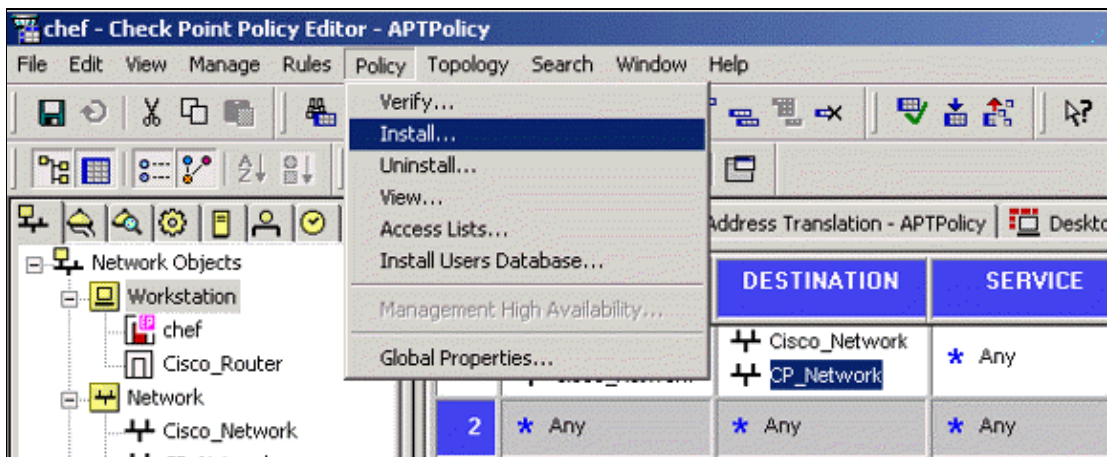 chef - Check Point Policy Editor - APTPolicy
File Edit View Manage Rules Policy Topology Search Window Help
Verify...
Install...
Uninstall...
View...
Access Lists...
Install Users Database...
Management High Availability...
Global Properties...
Address Translation - APTPolicy
Network Objects
Workstation
chef
Cisco_Router
Network
Cisco_Network
DESTINATION SERVICE
Cisco_Network
CP_Network
* Any
2 * Any * Any * Any